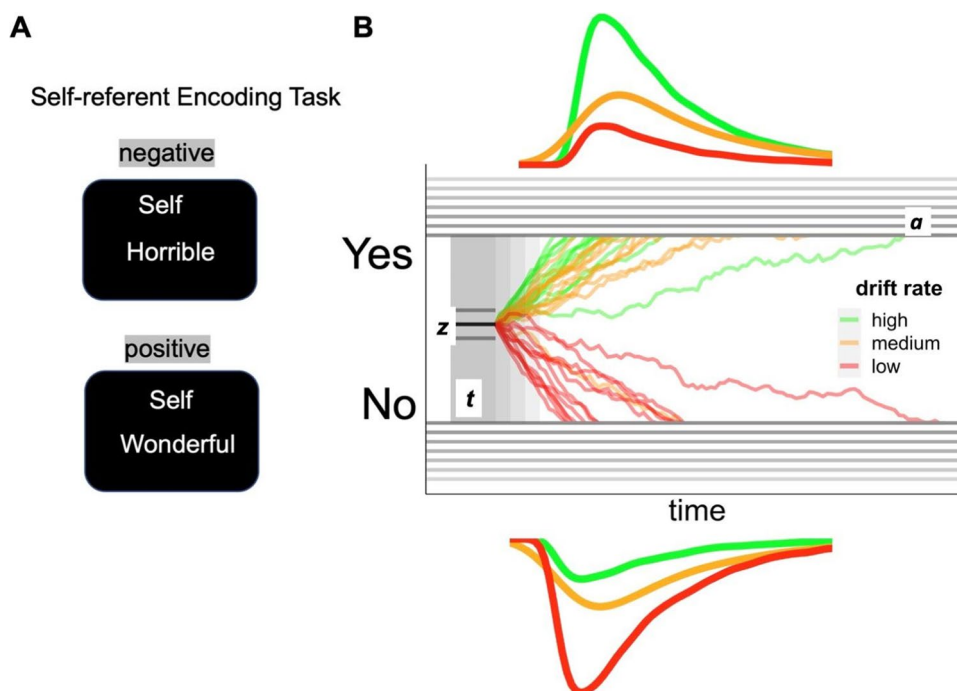 A
Self-referent Encoding Task
negative
Self
Horrible
positive
Self
Wonderful
B
a
Yes
z
t
No
drift rate
high
medium
low
time